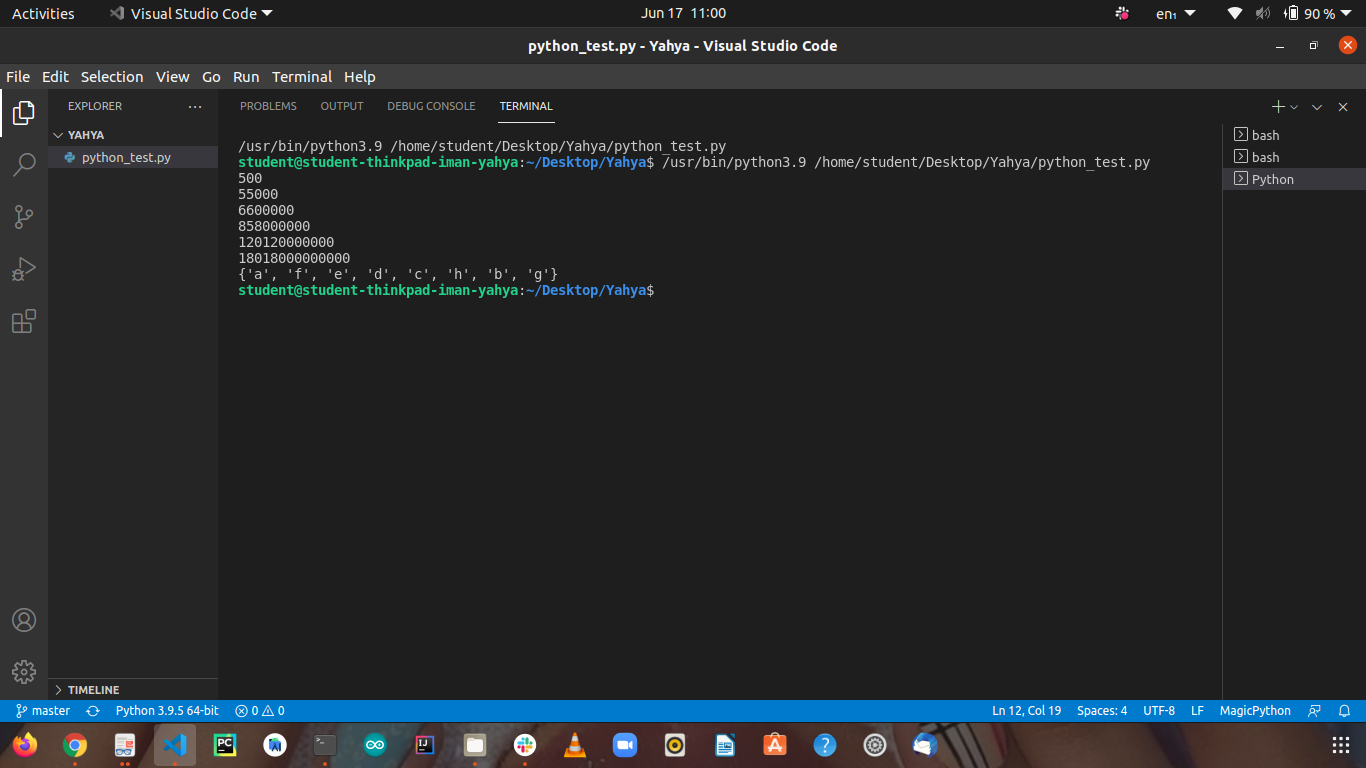 Activities Visual Studio Code Jun 17 11:00 en₁ 90 %
python_test.py - Yahya - Visual Studio Code
File Edit Selection View Go Run Terminal Help
EXPLORER ··· PROBLEMS OUTPUT DEBUG CONSOLE TERMINAL
YAHYA
python_test.py
/usr/bin/python3.9 /home/student/Desktop/Yahya/python_test.py
student@student-thinkpad-iman-yahya:~/Desktop/Yahya$ /usr/bin/python3.9 /home/student/Desktop/Yahya/python_test.py
500
55000
6600000
858000000
120120000000
18018000000000
{'a', 'f', 'e', 'd', 'c', 'h', 'b', 'g'}
student@student-thinkpad-iman-yahya:~/Desktop/Yahya$
bash
bash
Python
TIMELINE
master Python 3.9.5 64-bit 0 0 Ln 12, Col 19 Spaces: 4 UTF-8 LF MagicPython
PC IJ